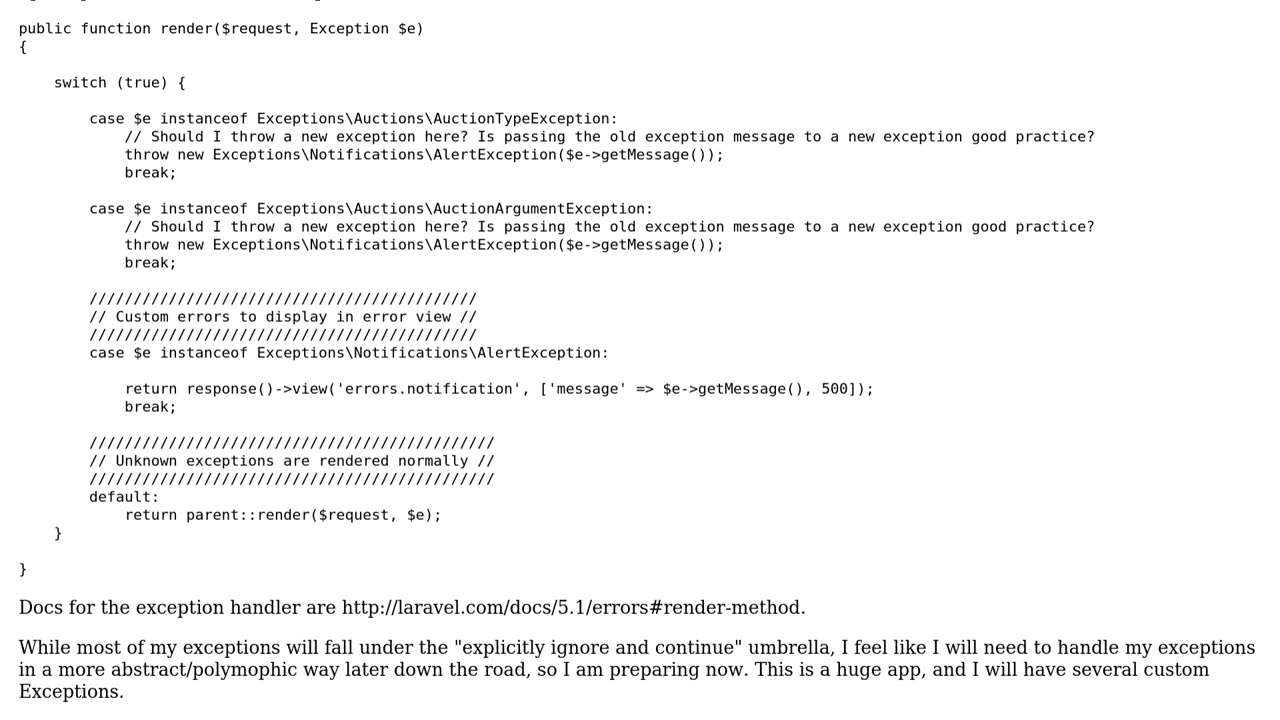 public function render($request, Exception $e)
{
switch (true) {
case $e instanceof Exceptions\Auctions\AuctionTypeException:
// Should I throw a new exception here? Is passing the old exception message to a new exception good practice?
throw new Exceptions\Notifications\AlertException($e->getMessage());
break;
case $e instanceof Exceptions\Auctions\AuctionArgumentException:
// Should I throw a new exception here? Is passing the old exception message to a new exception good practice?
throw new Exceptions\Notifications\AlertException($e->getMessage());
break;
////////////////////////////////////////////
// Custom errors to display in error view //
////////////////////////////////////////////
case $e instanceof Exceptions\Notifications\AlertException:
return response()->view('errors.notification', ['message' => $e->getMessage(), 500]);
break;
//////////////////////////////////////////////
// Unknown exceptions are rendered normally //
//////////////////////////////////////////////
default:
return parent::render($request, $e);
}
}
Docs for the exception handler are http://laravel.com/docs/5.1/errors#render-method.
While most of my exceptions will fall under the "explicitly ignore and continue" umbrella, I feel like I will need to handle my exceptions
in a more abstract/polymophic way later down the road, so I am preparing now. This is a huge app, and I will have several custom
Exceptions.